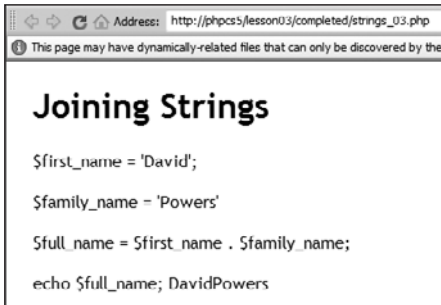 Address: http://phpcs5/lesson03/completed/strings_03.php
This page may have dynamically-related files that can only be discovered by the
Joining Strings
$first_name = 'David';
$family_name = 'Powers'
$full_name = $first_name . $family_name;
echo $full_name; DavidPowers